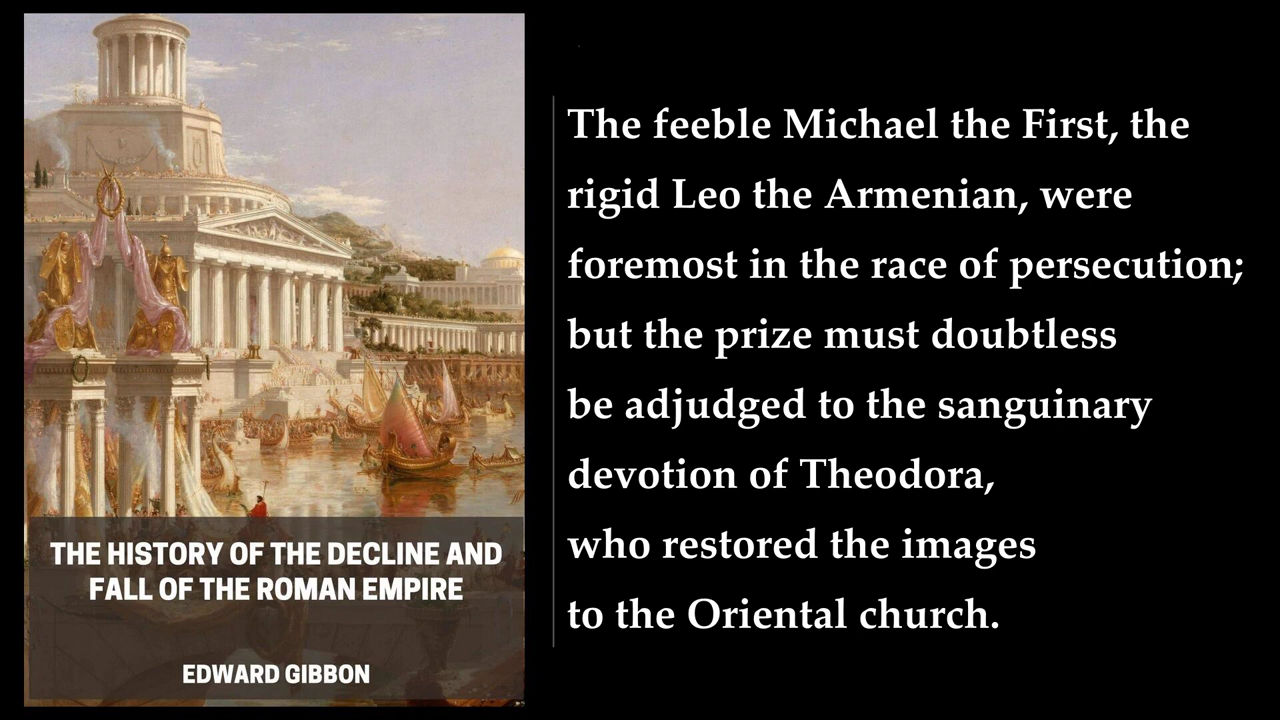 THE HISTORY OF THE DECLINE AND
FALL OF THE ROMAN EMPIRE
EDWARD GIBBON
The feeble Michael the First, the
rigid Leo the Armenian, were
foremost in the race of persecution;
but the prize must doubtless
be adjudged to the sanguinary
devotion of Theodora,
who restored the images
to the Oriental church.